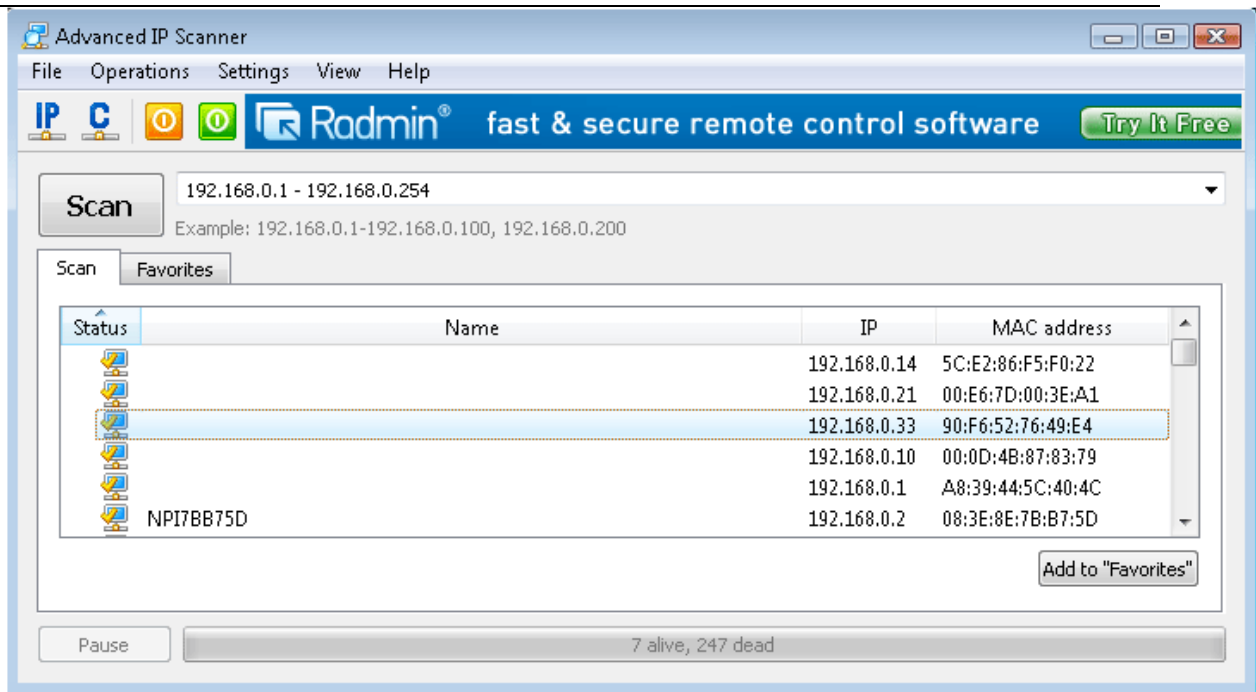 Advanced IP Scanner
File Operations Settings View Help
IP C Radmin® fast & secure remote control software Try It Free
Scan 192.168.0.1 - 192.168.0.254
Example: 192.168.0.1-192.168.0.100, 192.168.0.200
Scan Favorites
Status Name IP MAC address
192.168.0.14 5C:E2:86:F5:F0:22
192.168.0.21 00:E6:7D:00:3E:A1
192.168.0.33 90:F6:52:76:49:E4
192.168.0.10 00:0D:4B:87:83:79
192.168.0.1 A8:39:44:5C:40:4C
NPI7BB75D 192.168.0.2 08:3E:8E:7B:B7:5D
Add to "Favorites"
Pause 7 alive, 247 dead